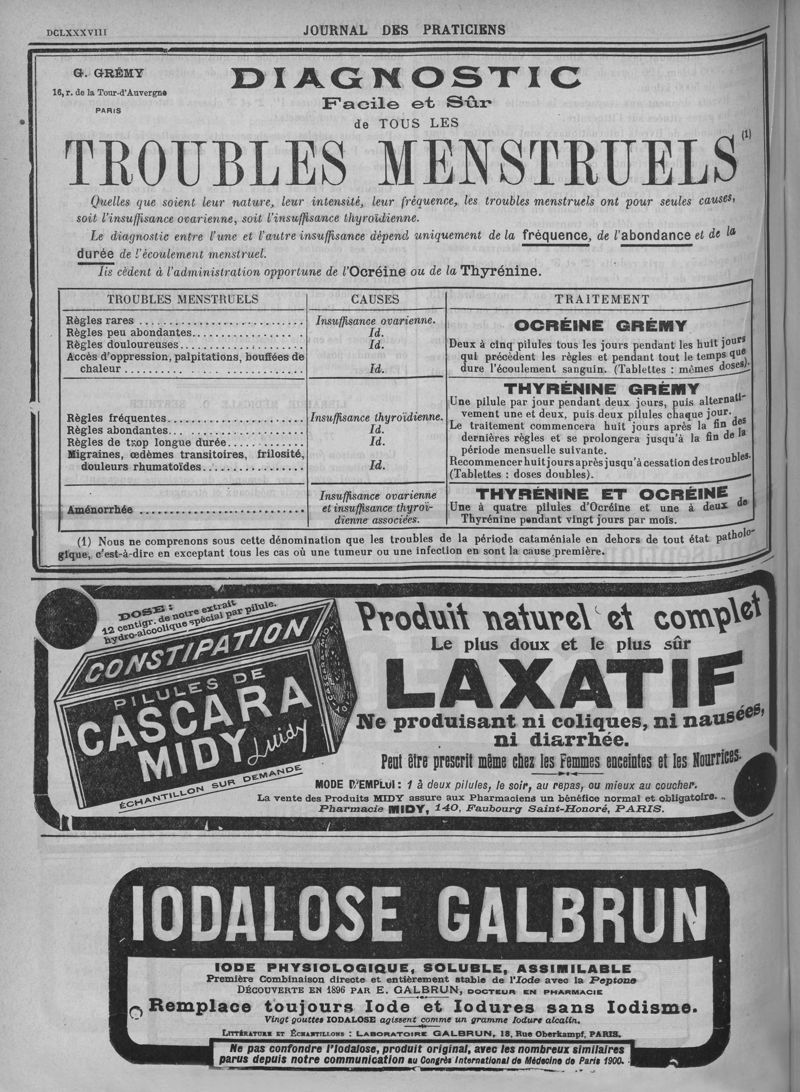 DCLXXXVIII
JOURNAL DES PRATICIENS
G. GRÉMY
16, r. de la Tour-d'Auvergne
PARIS
DIAGNOSTIC
Facile et Sûr
de TOUS LES
TROUBLES MENSTRUELS (1)
Quelles que soient leur nature, leur intensité, leur fréquence, les troubles menstruels ont pour seules causes,
soit l'insuffisance ovarienne, soit l'insuffisance thyroïdienne.
Le diagnostic entre l'une et l'autre insuffisance dépend uniquement de la fréquence, de l'abondance et de la
durée de l'écoulement menstruel.
Ils cèdent à l'administration opportune de l'Ocréine ou de la Thyrénine.
TROUBLES MENSTRUELS
CAUSES
TRAITEMENT
Règles rares
Insuffisance ovarienne.
Règles peu abondantes
Id.
Règles douloureuses
Id.
Accès d'oppression, palpitations, bouffées de
chaleur
Id.
OCRÉINE GRÉMY
Deux à cinq pilules tous les jours pendant les huit jours
qui précèdent les règles et pendant tout le temps que
dure l'écoulement sanguin. (Tablettes : mêmes doses).
Règles fréquentes
Insuffisance thyroïdienne.
Règles abondantes
Id.
Règles de trop longue durée
Id.
Migraines, œdèmes transitoires, frilosité,
douleurs rhumatoïdes
Id.
THYRÉNINE GRÉMY
Une pilule par jour pendant deux jours, puis alternati-
vement une et deux, puis deux pilules chaque jour.
Le traitement commencera huit jours après la fin des
dernières règles et se prolongera jusqu'à la fin de la
période mensuelle suivante.
Recommencer huit jours après jusqu'à cessation des troubles.
(Tablettes : doses doubles).
Aménorrhée
Insuffisance ovarienne
et insuffisance thyroï-
dienne associées.
THYRÉNINE ET OCRÉINE
Une à quatre pilules d'Ocréine et une à deux de
Thyrénine pendant vingt jours par mois.
(1) Nous ne comprenons sous cette dénomination que les troubles de la période cataméniale en dehors de tout état patholo-
gique, c'est-à-dire en exceptant tous les cas où une tumeur ou une infection en sont la cause première.
DOSE :
12 centigr. de notre extrait
hydro-alcoolique spécial par pilule.
CONSTIPATION
PILULES DE
CASCARA
MIDY
Midy
ÉCHANTILLON SUR DEMANDE
Produit naturel et complet
Le plus doux et le plus sûr
LAXATIF
Ne produisant ni coliques, ni nausées,
ni diarrhée.
Peut être prescrit même chez les Femmes enceintes et les Nourrices.
MODE D'EMPLOI : 1 à deux pilules, le soir, au repas, ou mieux au coucher.
La vente des Produits MIDY assure aux Pharmaciens un bénéfice normal et obligatoire.
Pharmacie MIDY, 140, Faubourg Saint-Honoré, PARIS.
IODALOSE GALBRUN
IODE PHYSIOLOGIQUE, SOLUBLE, ASSIMILABLE
Première Combinaison directe et entièrement stable de l'Iode avec la Peptone
DÉCOUVERTE EN 1896 PAR E. GALBRUN, DOCTEUR EN PHARMACIE
Remplace toujours Iode et Iodures sans Iodisme.
Vingt gouttes IODALOSE agissent comme un gramme Iodure alcalin.
LITTÉRATURE ET ÉCHANTILLONS : LABORATOIRE GALBRUN, 18, Rue Oberkampf, PARIS.
Ne pas confondre l'Iodalose, produit original, avec les nombreux similaires
parus depuis notre communication au Congrès International de Médecine de Paris 1900.